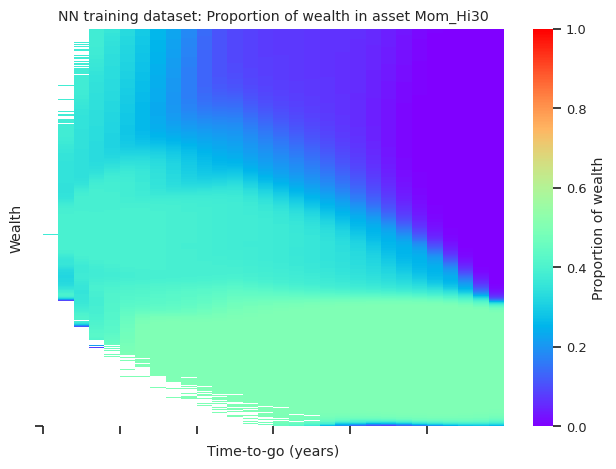 NN training dataset: Proportion of wealth in asset Mom_Hi30
Wealth
Time-to-go (years)
1.0
0.8
0.6
0.4
0.2
0.0
Proportion of wealth